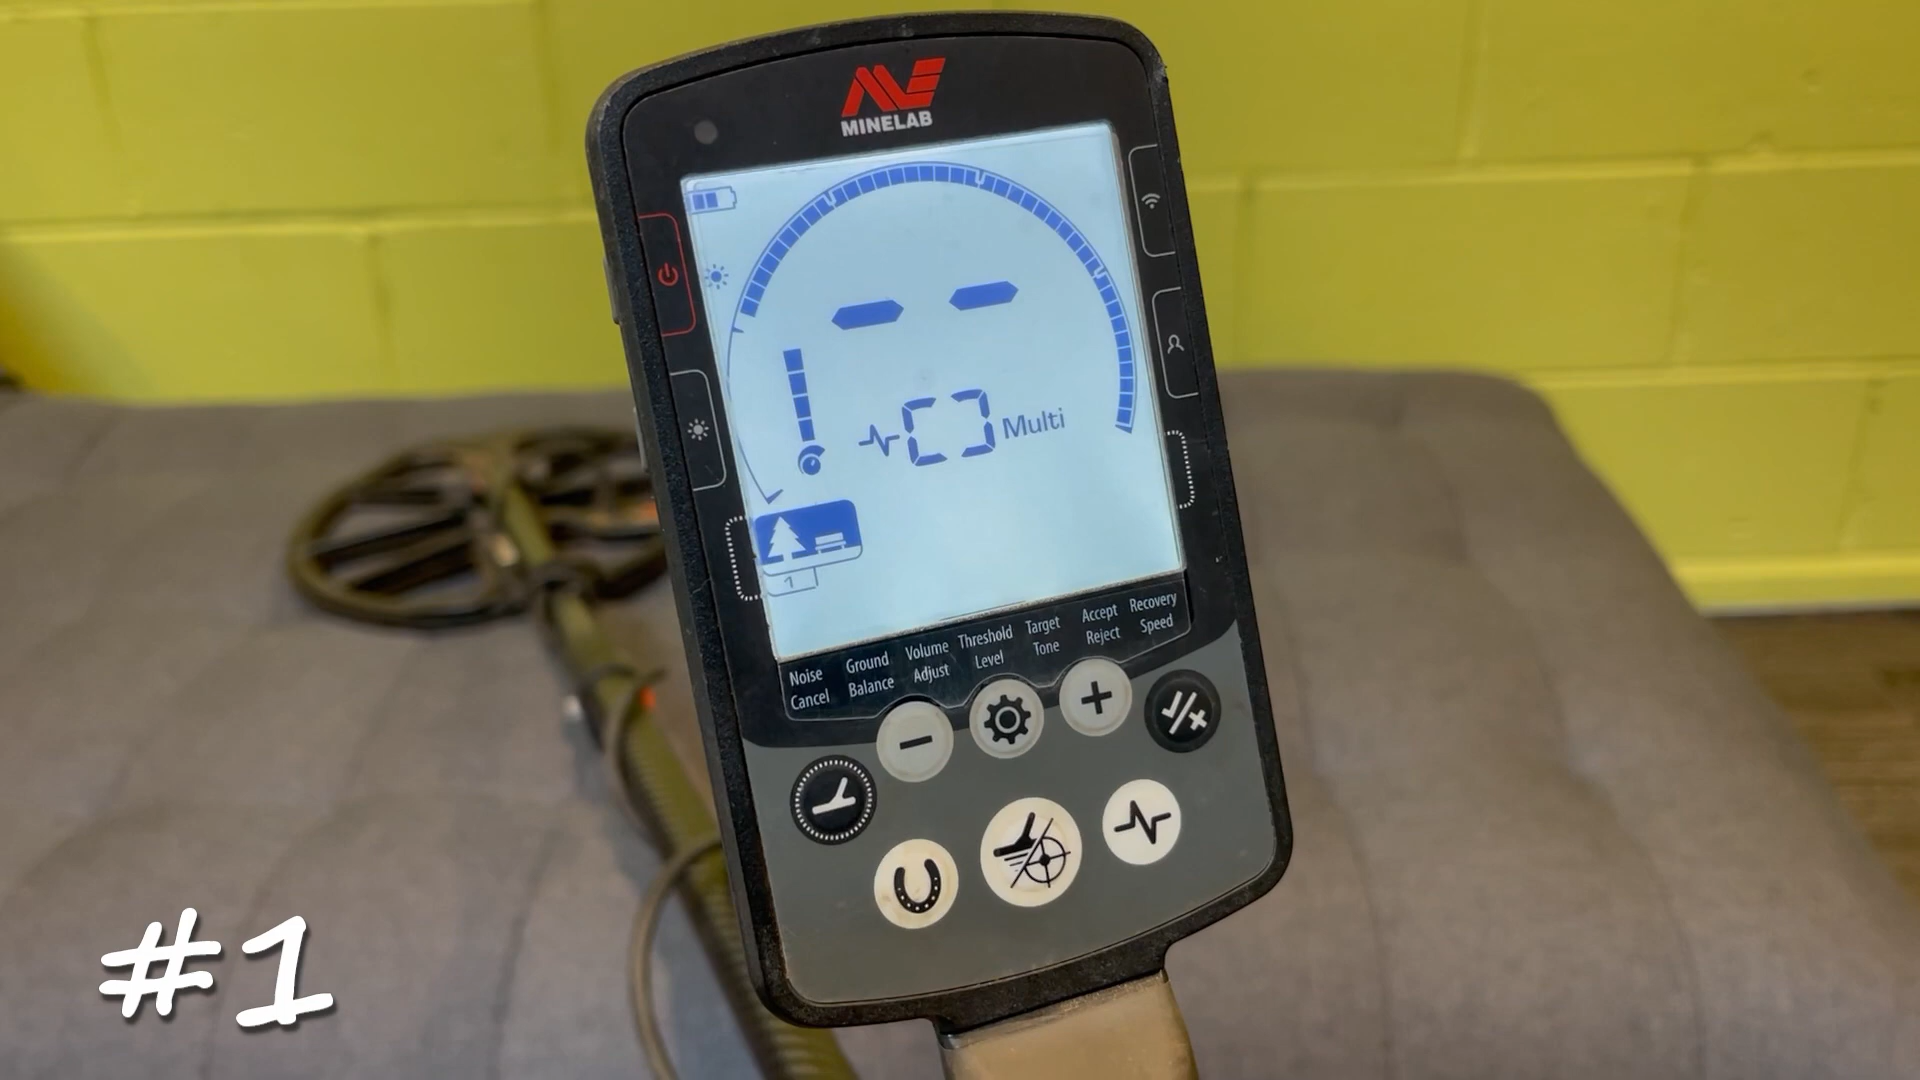 MINELAB
Multi
1
Noise Cancel
Ground Balance
Volume Adjust
Threshold Level
Target Tone
Accept Reject
Recovery Speed
#1